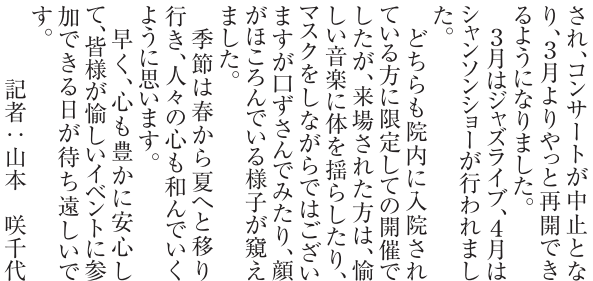 され、コンサートが中止とな
り、３月よりやっと再開でき
るようになりました。
　３月はジャズライブ、４月は
シャンソンショーが行われまし
た。
　どちらも院内に入院され
ている方に限定しての開催で
したが、来場された方は、愉
しい音楽に体を揺らしたり、
マスクをしながらではござい
ますが口ずさんでみたり、顔
がほころんでいる様子が窺え
ました。
　季節は春から夏へと移り
行き、人々の心も和んでいく
ように思います。
　早く、心も豊かに安心し
て、皆様が愉しいイベントに参
加できる日が待ち遠しいで
す。
記者：山本　咲千代